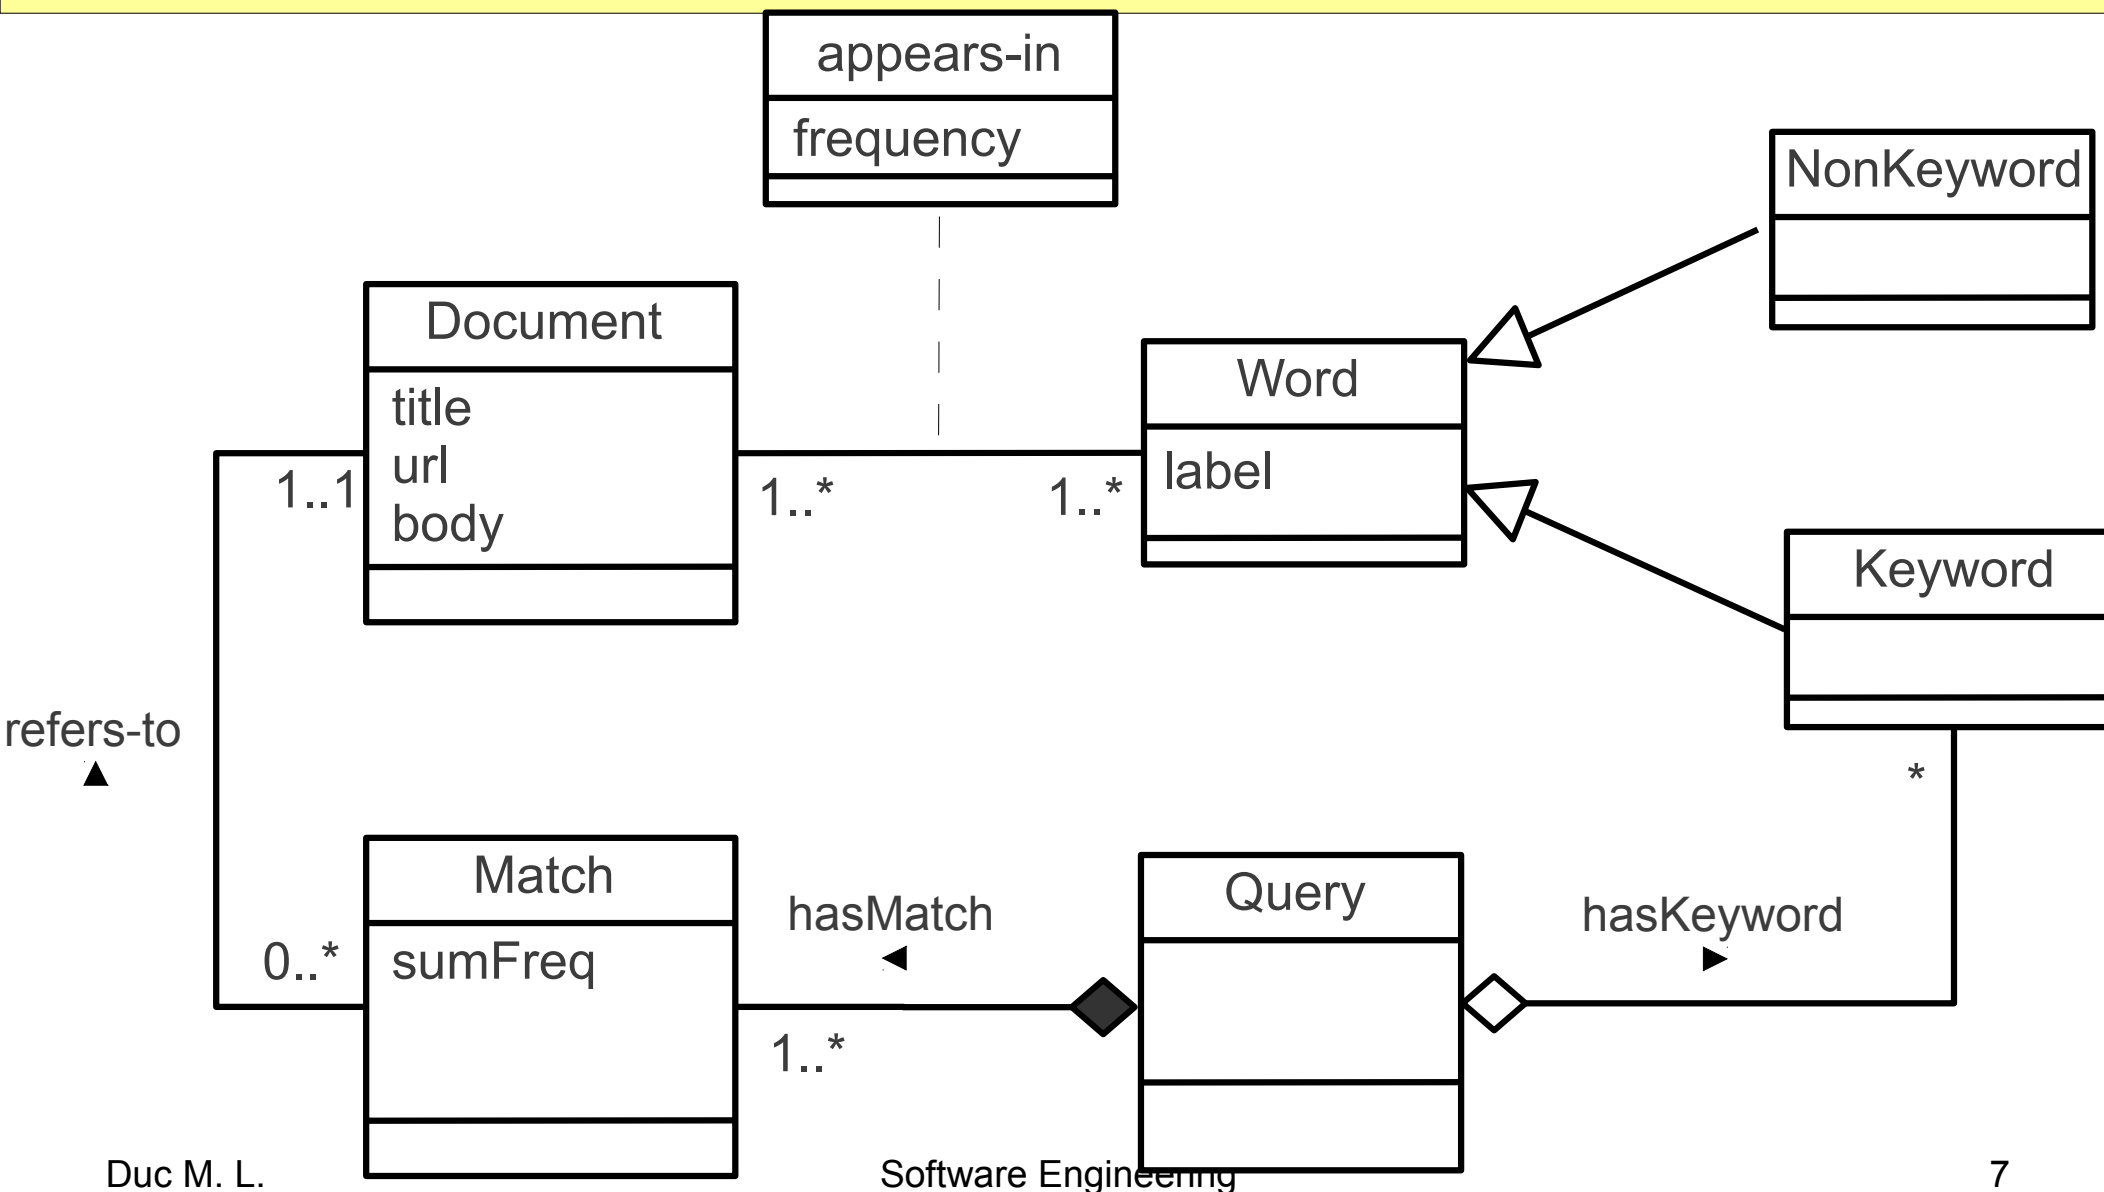 appears-in
frequency
NonKeyword
Document
title
url
body
Word
label
1..1
1..*
1..*
Keyword
refers-to
*
Match
sumFreq
0..*
hasMatch
1..*
Query
hasKeyword
Duc M. L.
Software Engineering
7